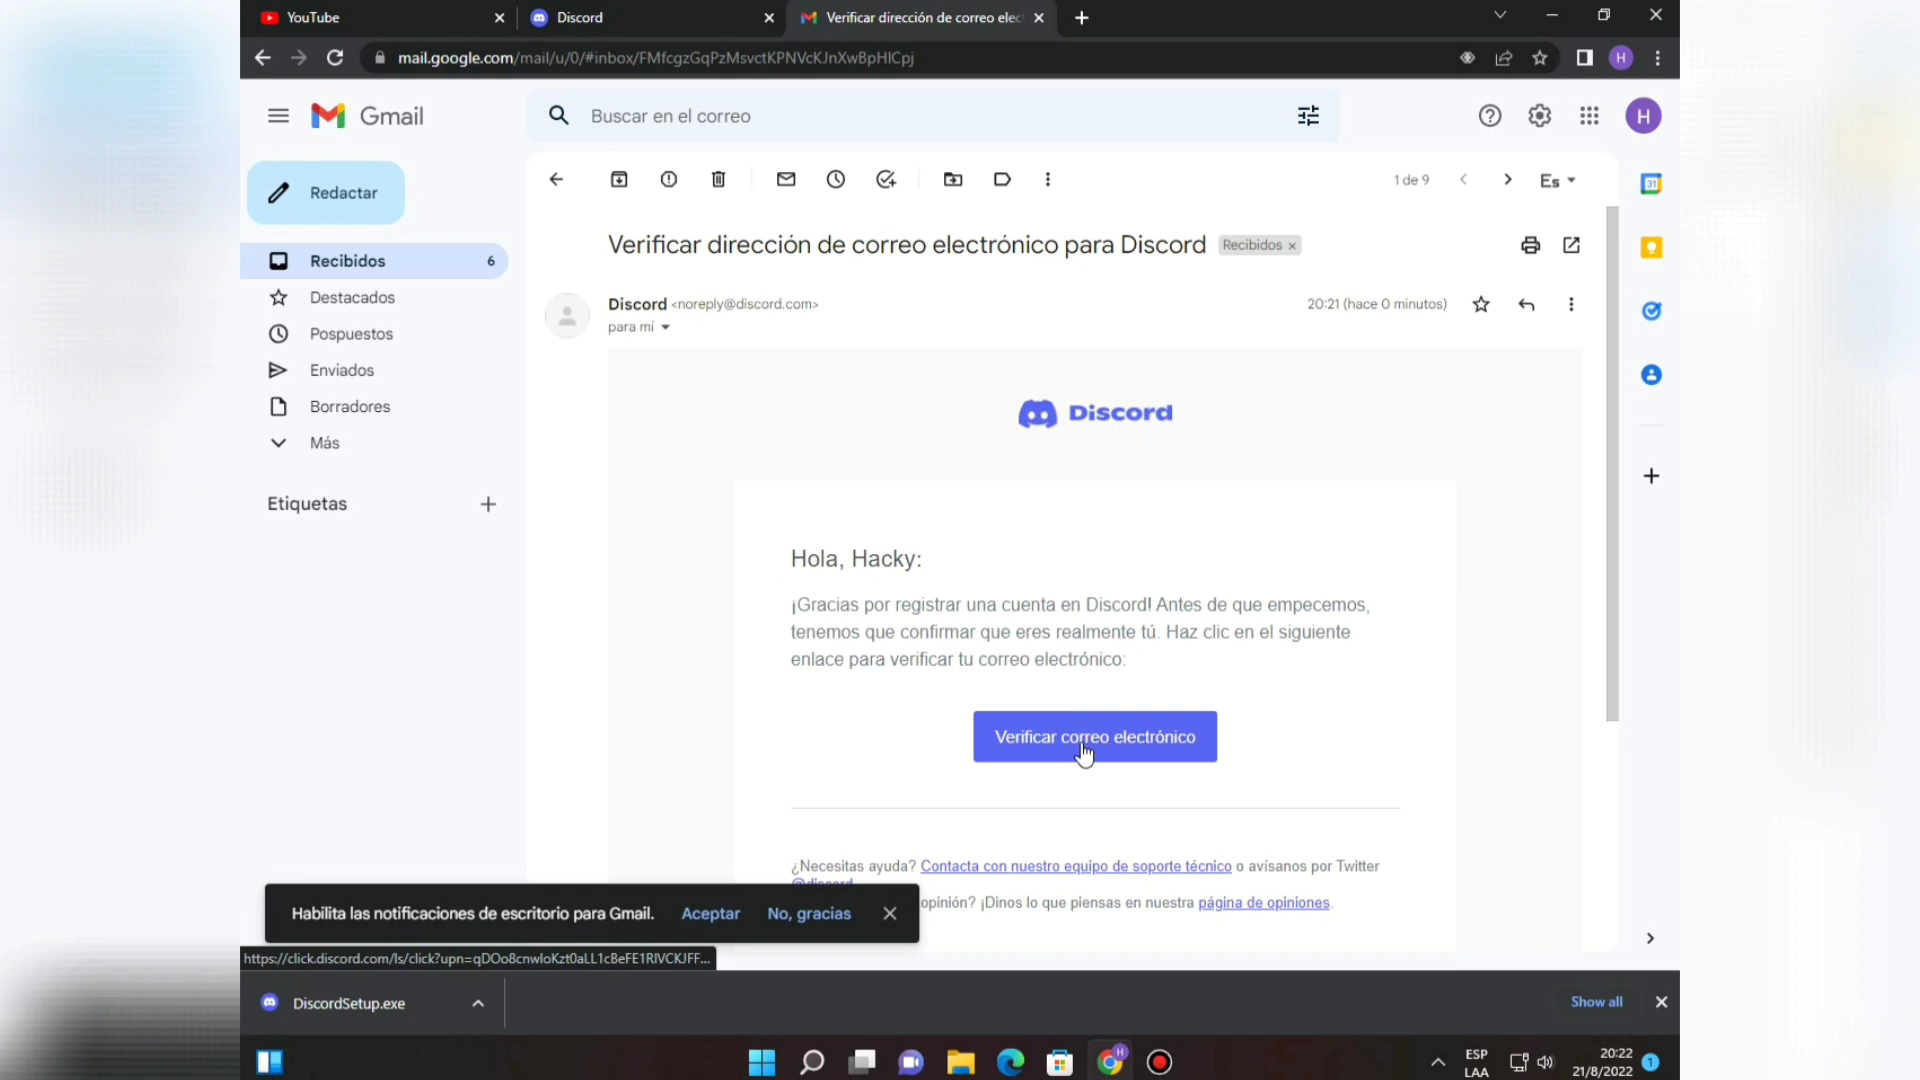 YouTube
Discord
Verificar dirección de correo elec
mail.google.com/mail/u/0/#inbox/FMfcgzGqPzMsvctKPNVcKJnXwBpHlCpj
H
Gmail
Buscar en el correo
H
Redactar
1 de 9
Es
Recibidos 6
Destacados
Pospuestos
Enviados
Borradores
Más
Etiquetas
31
Verificar dirección de correo electrónico para Discord Recibidos x
Discord <noreply@discord.com>
20:21 (hace 0 minutos)
para mí
Discord
Hola, Hacky:
¡Gracias por registrar una cuenta en Discord! Antes de que empecemos,
tenemos que confirmar que eres realmente tú. Haz clic en el siguiente
enlace para verificar tu correo electrónico:
Verificar correo electrónico
¿Necesitas ayuda? Contacta con nuestro equipo de soporte técnico o avísanos por Twitter
@discord
opinión? ¡Dinos lo que piensas en nuestra página de opiniones.
Habilita las notificaciones de escritorio para Gmail. Aceptar No, gracias
https://click.discord.com/ls/click?upn=qDOo8cnwloKzt0aLL1cBeFE1RIVCKJFF...
DiscordSetup.exe
Show all
H
ESP
LAA
20:22
21/8/2022
1